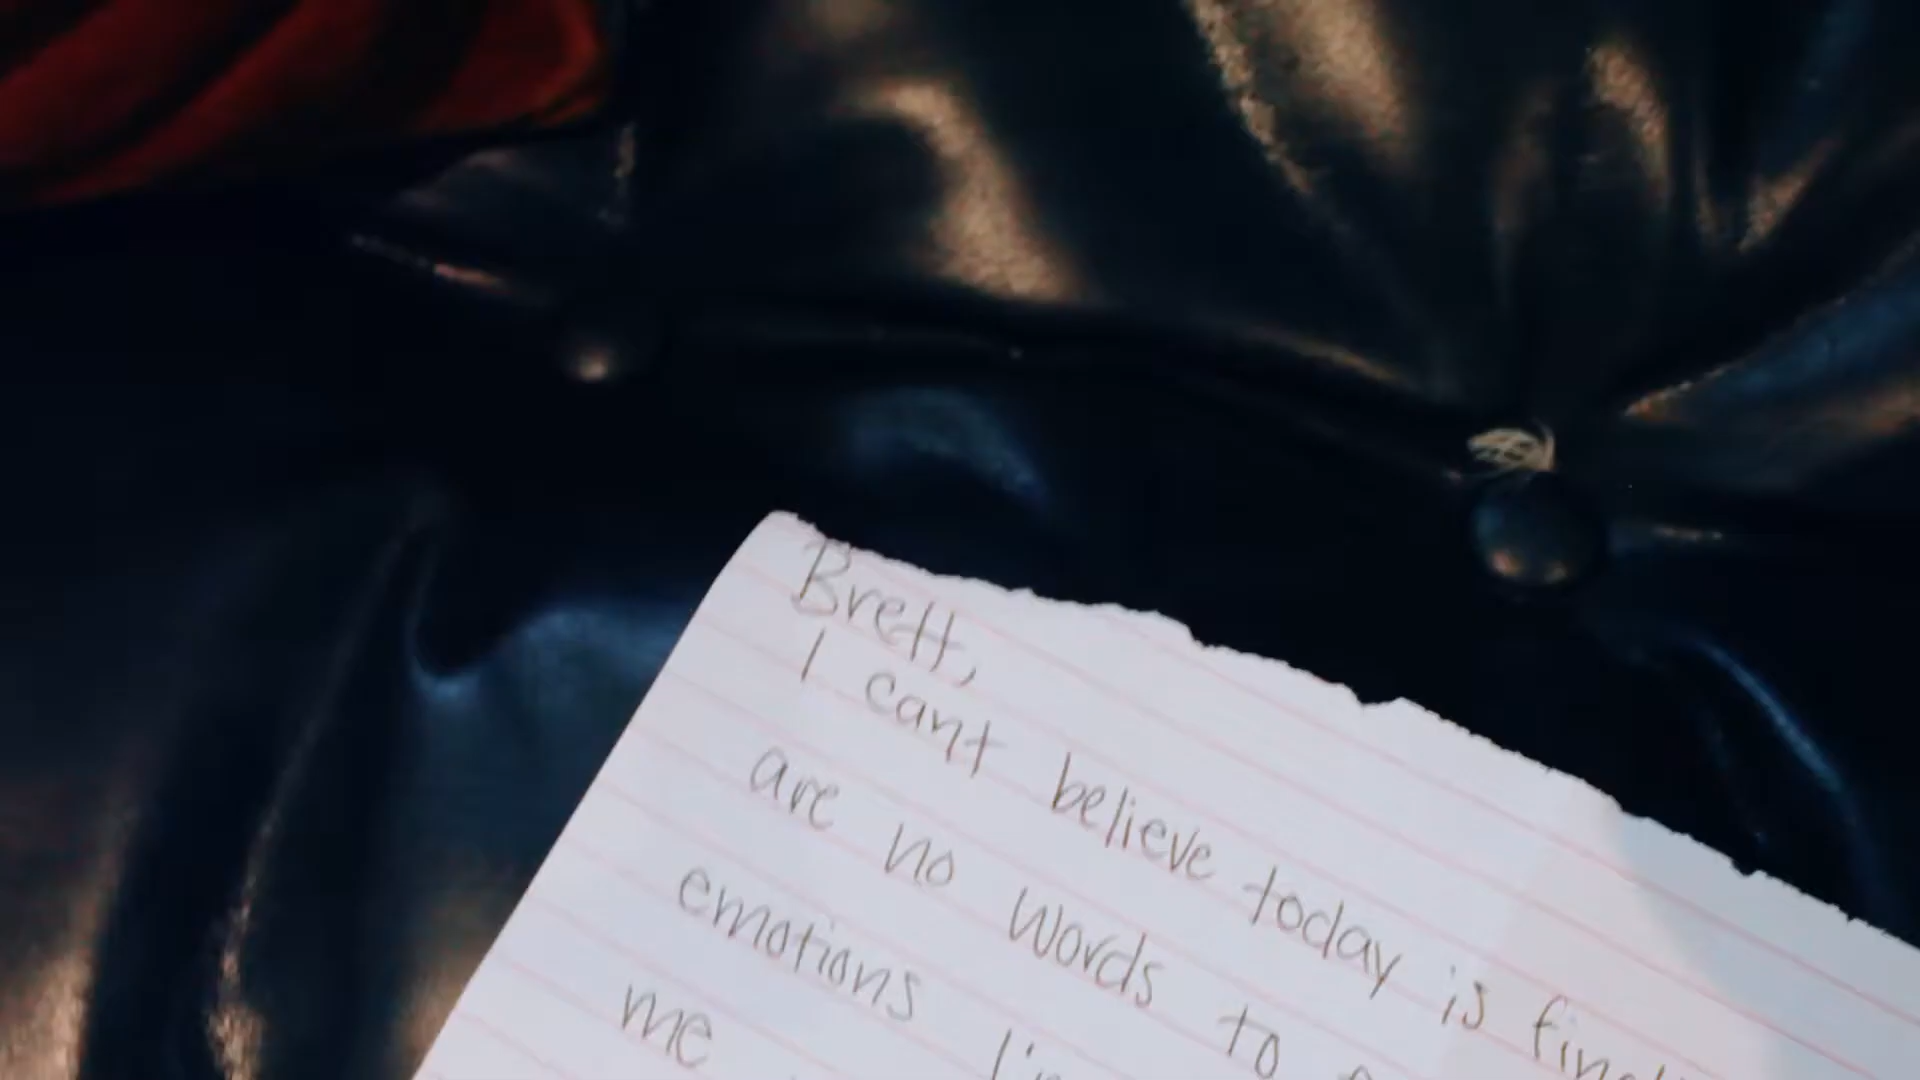 Brett,
I cant believe today is
are no words to
emotions
me